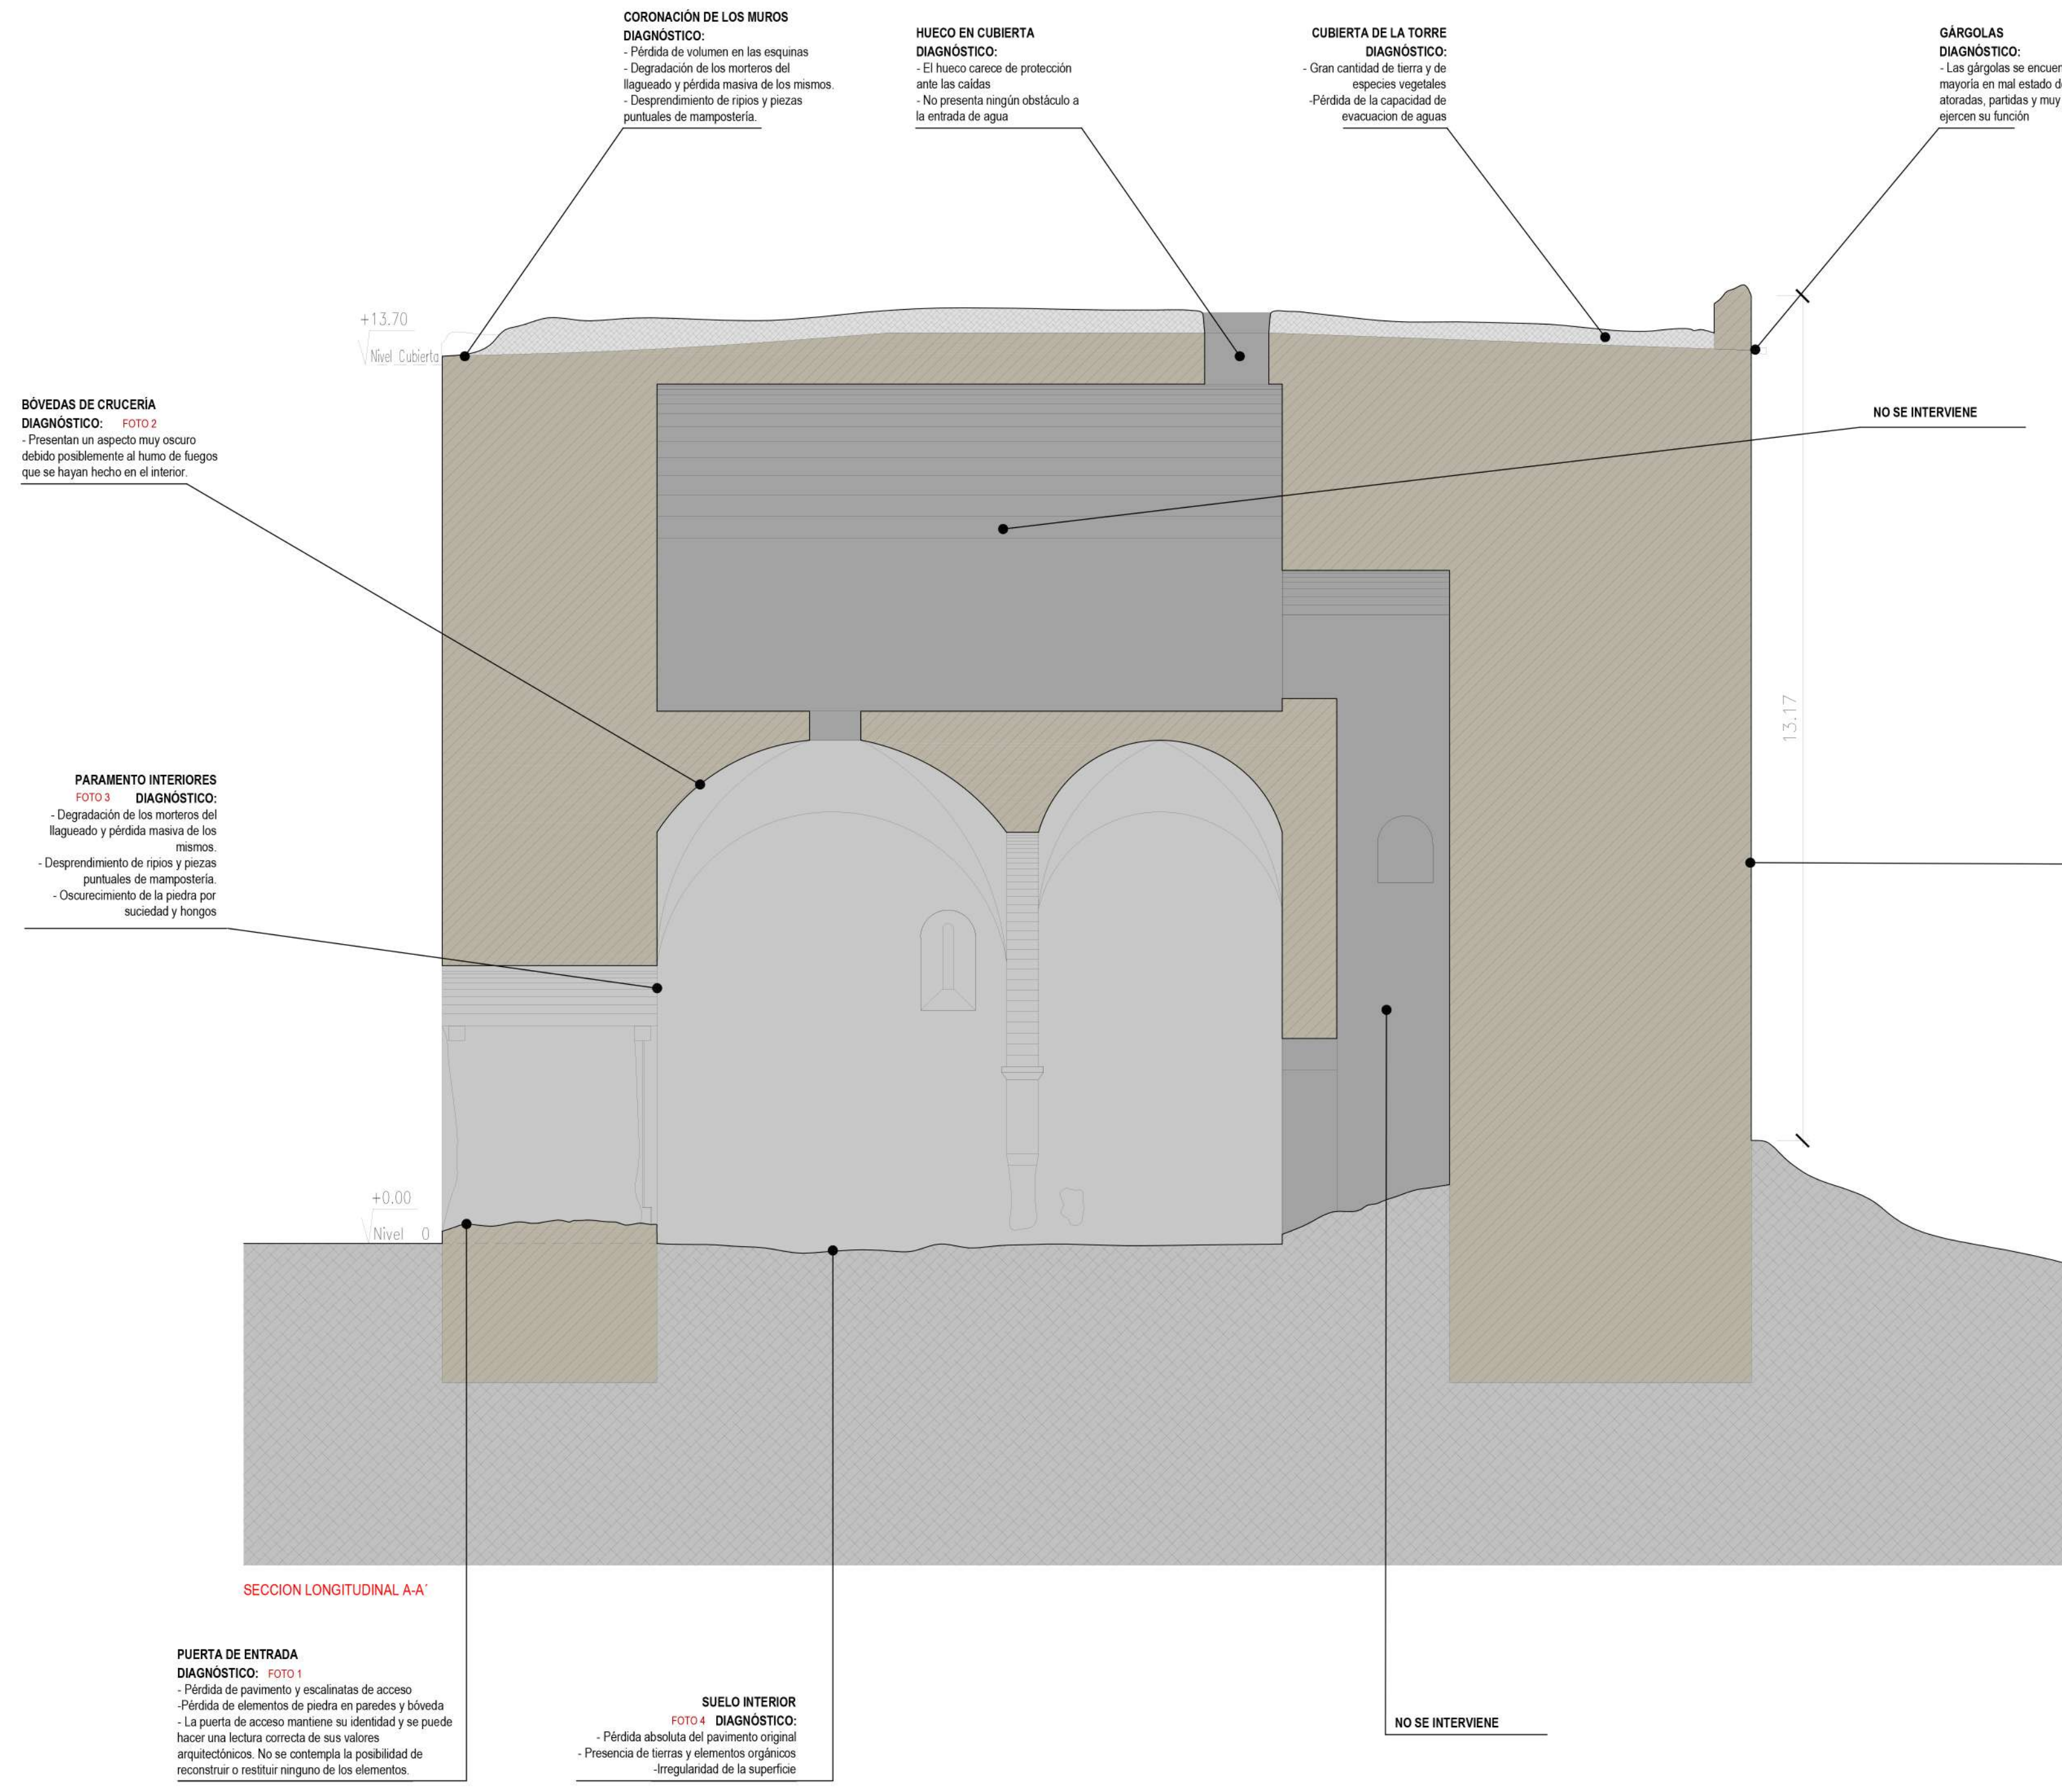 CORONACIÓN DE LOS MUROS
DIAGNÓSTICO:
- Pérdida de volumen en las esquinas
- Degradación de los morteros del
llagueado y pérdida masiva de los mismos.
- Desprendimiento de ripios y piezas
puntuales de mampostería.
HUECO EN CUBIERTA
DIAGNÓSTICO:
- El hueco carece de protección
ante las caídas
- No presenta ningún obstáculo a
la entrada de agua
CUBIERTA DE LA TORRE
DIAGNÓSTICO:
- Gran cantidad de tierra y de
especies vegetales
-Pérdida de la capacidad de
evacuacion de aguas
GÁRGOLAS
DIAGNÓSTICO:
- Las gárgolas se encuen
mayoría en mal estado d
atoradas, partidas y muy
ejercen su función
+13.70
Nivel Cubierta
BÓVEDAS DE CRUCERÍA
DIAGNÓSTICO: FOTO 2
- Presentan un aspecto muy oscuro
debido posiblemente al humo de fuegos
que se hayan hecho en el interior.
NO SE INTERVIENE
13.17
PARAMENTO INTERIORES
FOTO 3 DIAGNÓSTICO:
- Degradación de los morteros del
llagueado y pérdida masiva de los
mismos.
- Desprendimiento de ripios y piezas
puntuales de mampostería.
- Oscurecimiento de la piedra por
suciedad y hongos
+0.00
Nivel 0
SECCION LONGITUDINAL A-A´
PUERTA DE ENTRADA
DIAGNÓSTICO: FOTO 1
- Pérdida de pavimento y escalinatas de acceso
-Pérdida de elementos de piedra en paredes y bóveda
- La puerta de acceso mantiene su identidad y se puede
hacer una lectura correcta de sus valores
arquitectónicos. No se contempla la posibilidad de
reconstruir o restituir ninguno de los elementos.
SUELO INTERIOR
FOTO 4 DIAGNÓSTICO:
- Pérdida absoluta del pavimento original
- Presencia de tierras y elementos orgánicos
-Irregularidad de la superficie
NO SE INTERVIENE